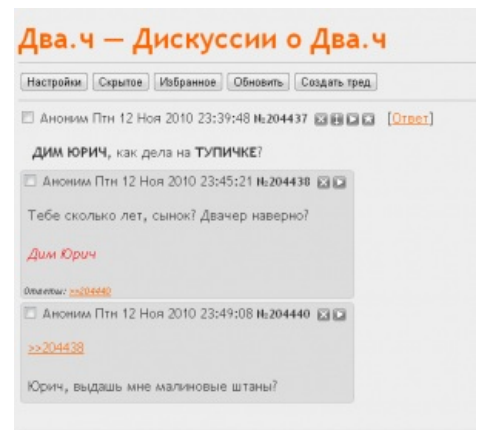 Два.ч — Дискуссии о Два.ч
Настройки Скрытое Избранное Обновить Создать тред
Аноним Птн 12 Ноя 2010 23:39:48 №204437 [Ответ]
ДИМ ЮРИЧ, как дела на ТУПИЧКЕ?
Аноним Птн 12 Ноя 2010 23:45:21 №204438
Тебе сколько лет, сынок? Двачер наверно?
Дим Юрич
Ответы: >>204440
Аноним Птн 12 Ноя 2010 23:49:08 №204440
>>204438
Юрич, выдашь мне малиновые штаны?